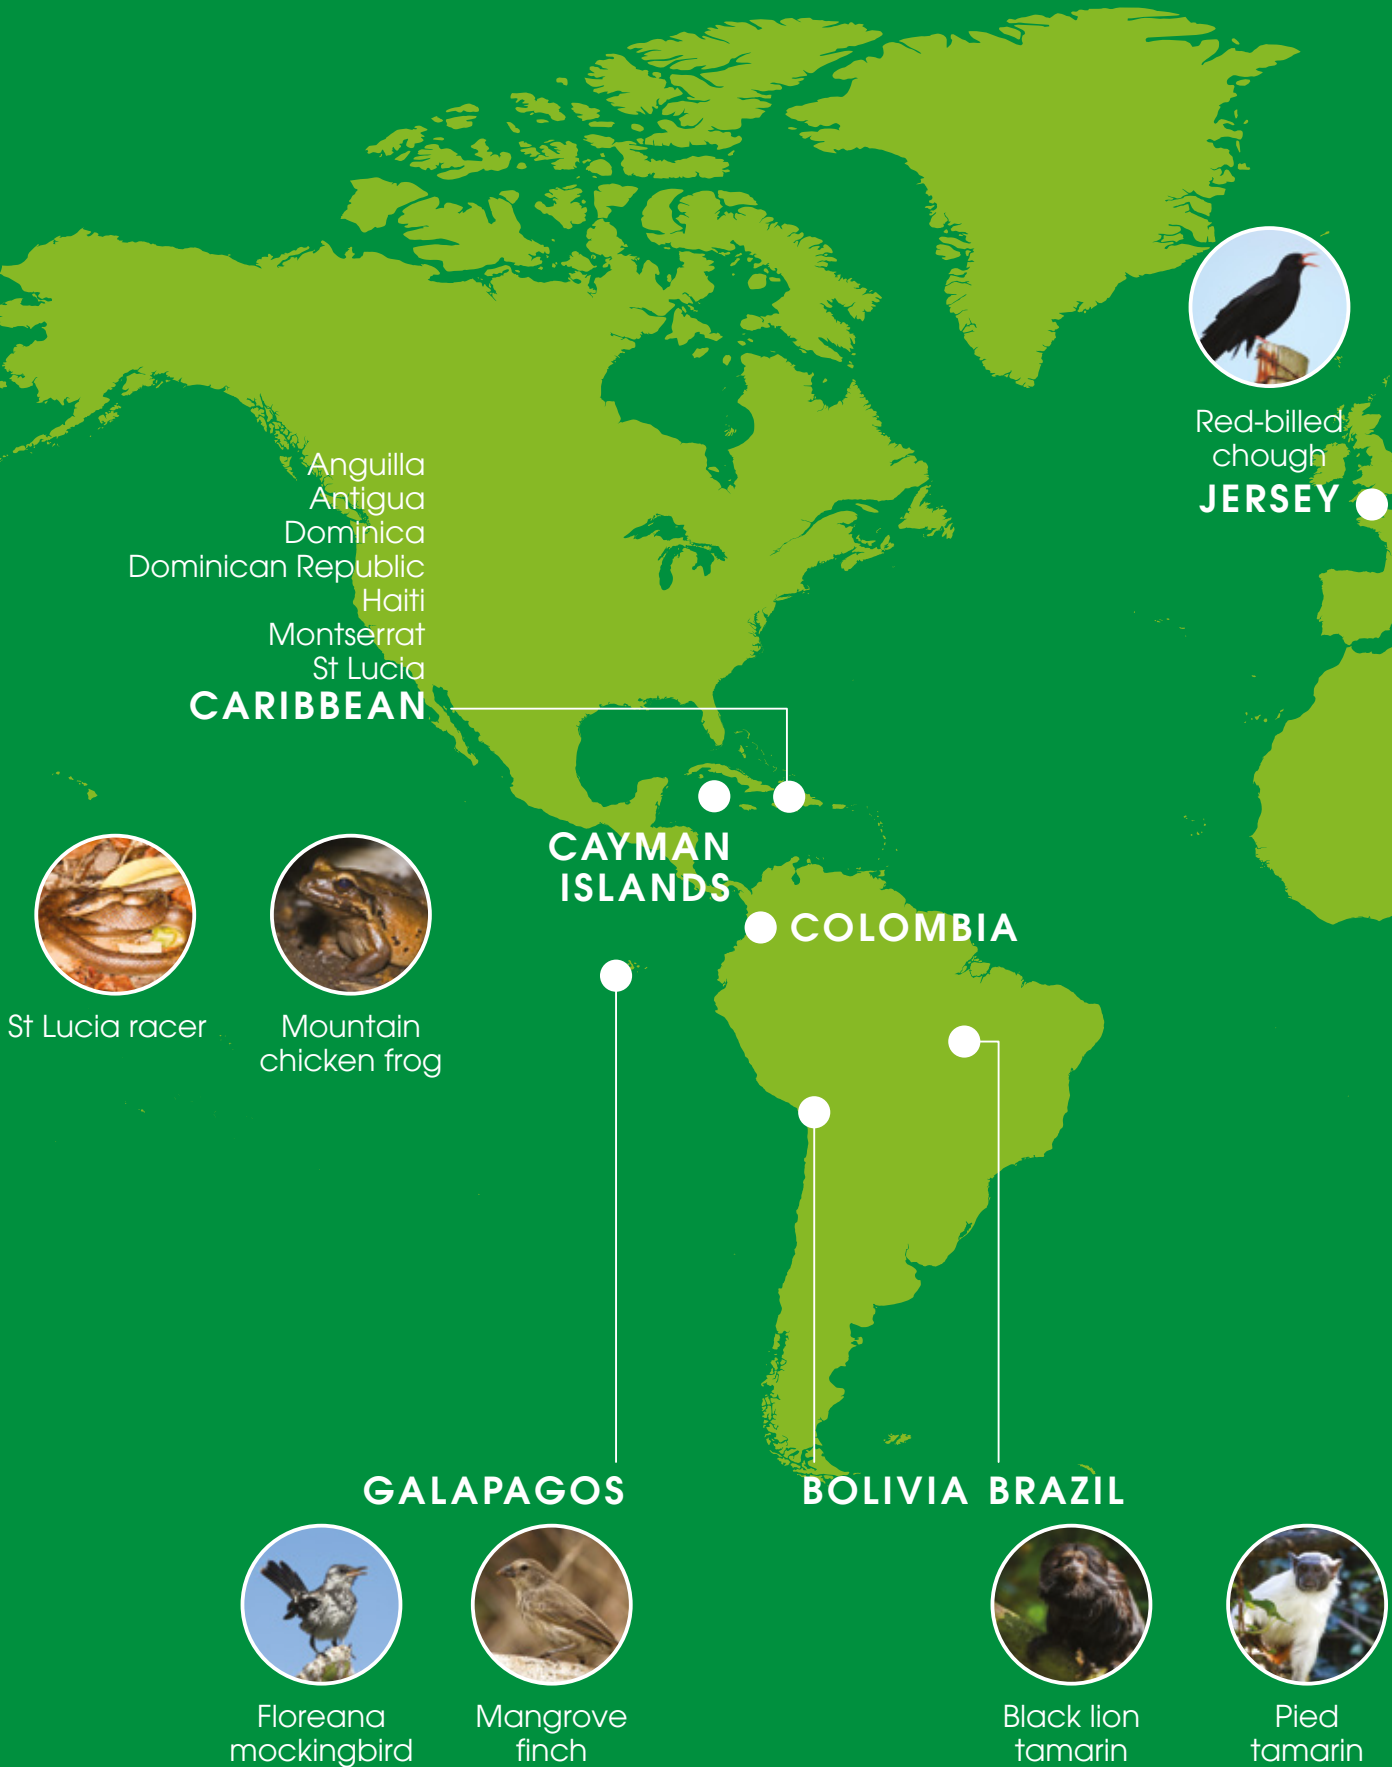 Red-billed
chough
JERSEY
Anguilla
Antigua
Dominica
Dominican Republic
Haiti
Montserrat
St Lucia
CARIBBEAN
CAYMAN
ISLANDS
COLOMBIA
St Lucia racer
Mountain
chicken frog
GALAPAGOS
BOLIVIA
BRAZIL
Floreana
mockingbird
Mangrove
finch
Black lion
tamarin
Pied
tamarin